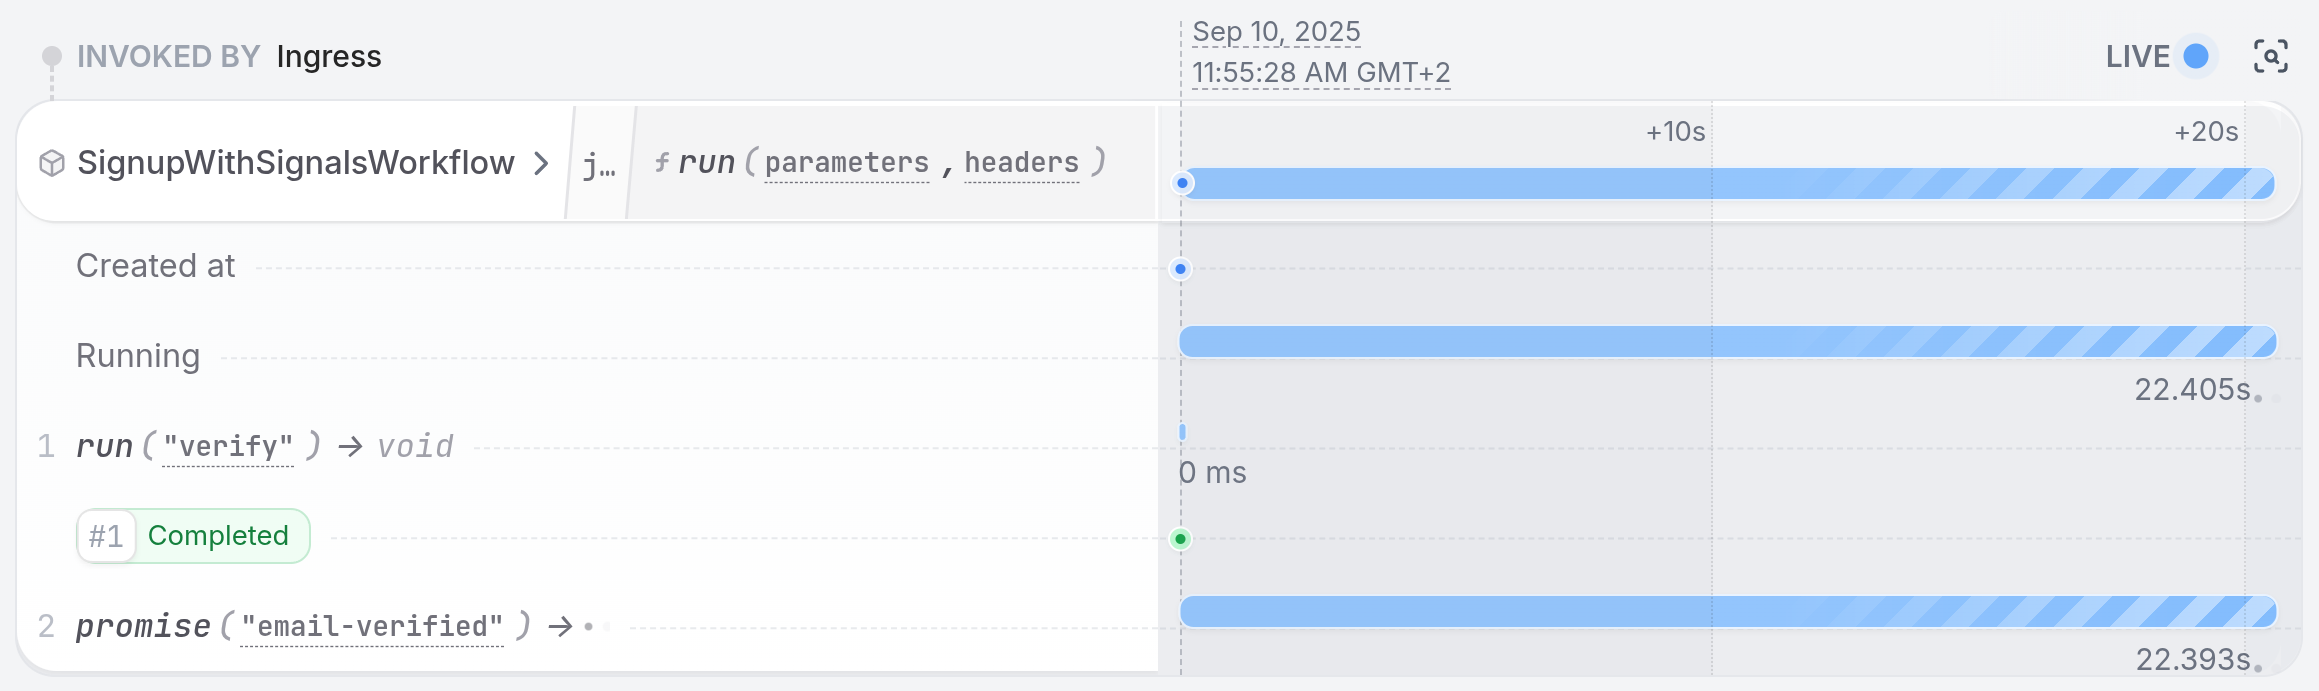 INVOKED BY Ingress
Sep 10, 2025
11:55:28 AM GMT+2
LIVE
SignupWithSignalsWorkflow > j… ƒ run(parameters, headers)
+10s +20s
Created at
Running
22.405s
1 run("verify") → void
0 ms
#1 Completed
2 promise("email-verified") →
22.393s